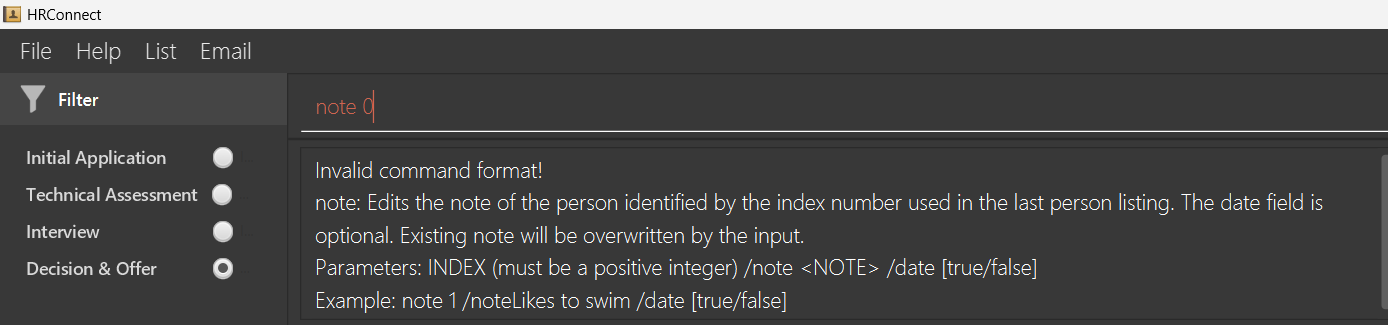 HRConnect
File Help List Email
Filter
note 0
Initial Application
Technical Assessment
Interview
Decision & Offer
Invalid command format!
note: Edits the note of the person identified by the index number used in the last person listing. The date field is
optional. Existing note will be overwritten by the input.
Parameters: INDEX (must be a positive integer) /note <NOTE> /date [true/false]
Example: note 1 /noteLikes to swim /date [true/false]